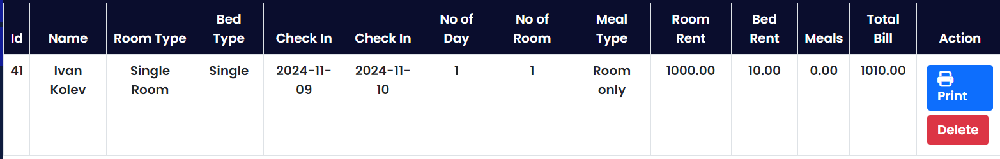 Id Name Room Type Bed Type Check In Check In No of Day No of Room Meal Type Room Rent Bed Rent Meals Total Bill Action
41 Ivan Kolev Single Room Single 2024-11-09 2024-11-10 1 1 Room only 1000.00 10.00 0.00 1010.00 Print
Delete